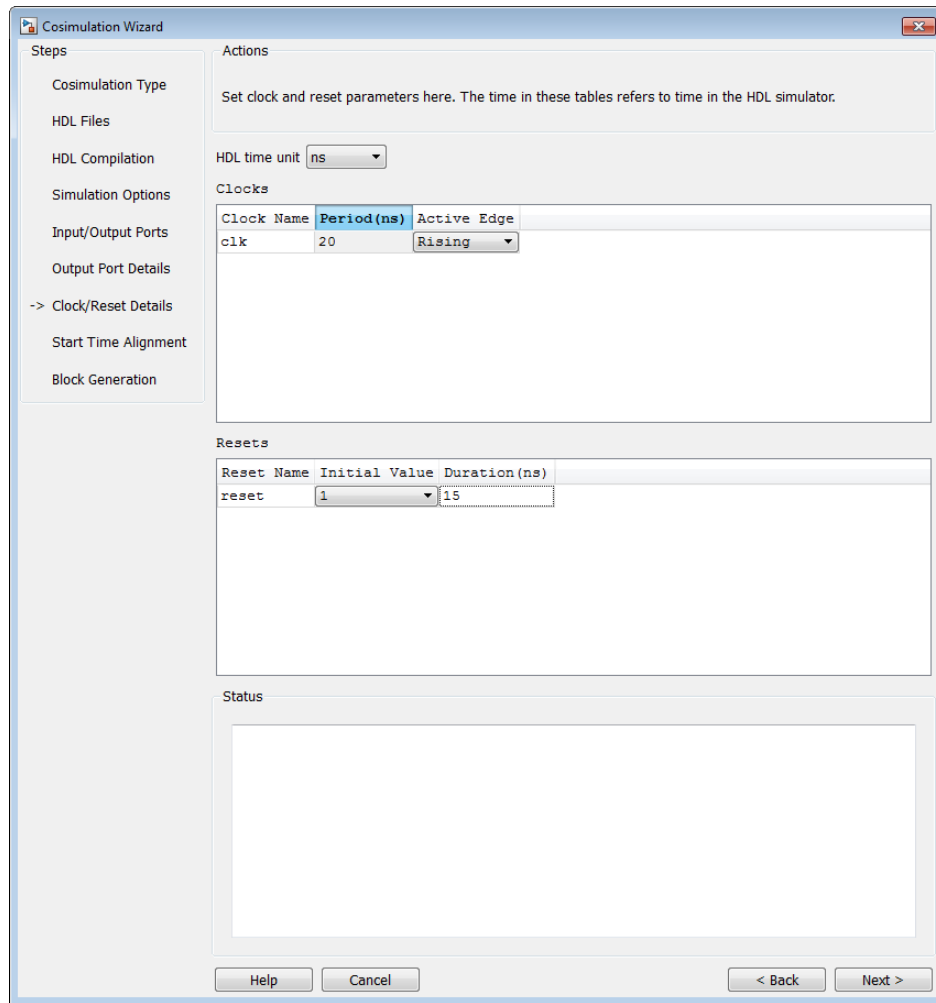 Cosimulation Wizard
Steps
Cosimulation Type
HDL Files
HDL Compilation
Simulation Options
Input/Output Ports
Output Port Details
-> Clock/Reset Details
Start Time Alignment
Block Generation
Actions
Set clock and reset parameters here. The time in these tables refers to time in the HDL simulator.
HDL time unit ns
Clocks
Clock Name Period(ns) Active Edge
clk 20 Rising
Resets
Reset Name Initial Value Duration(ns)
reset 1 15
Status
Help Cancel < Back Next >